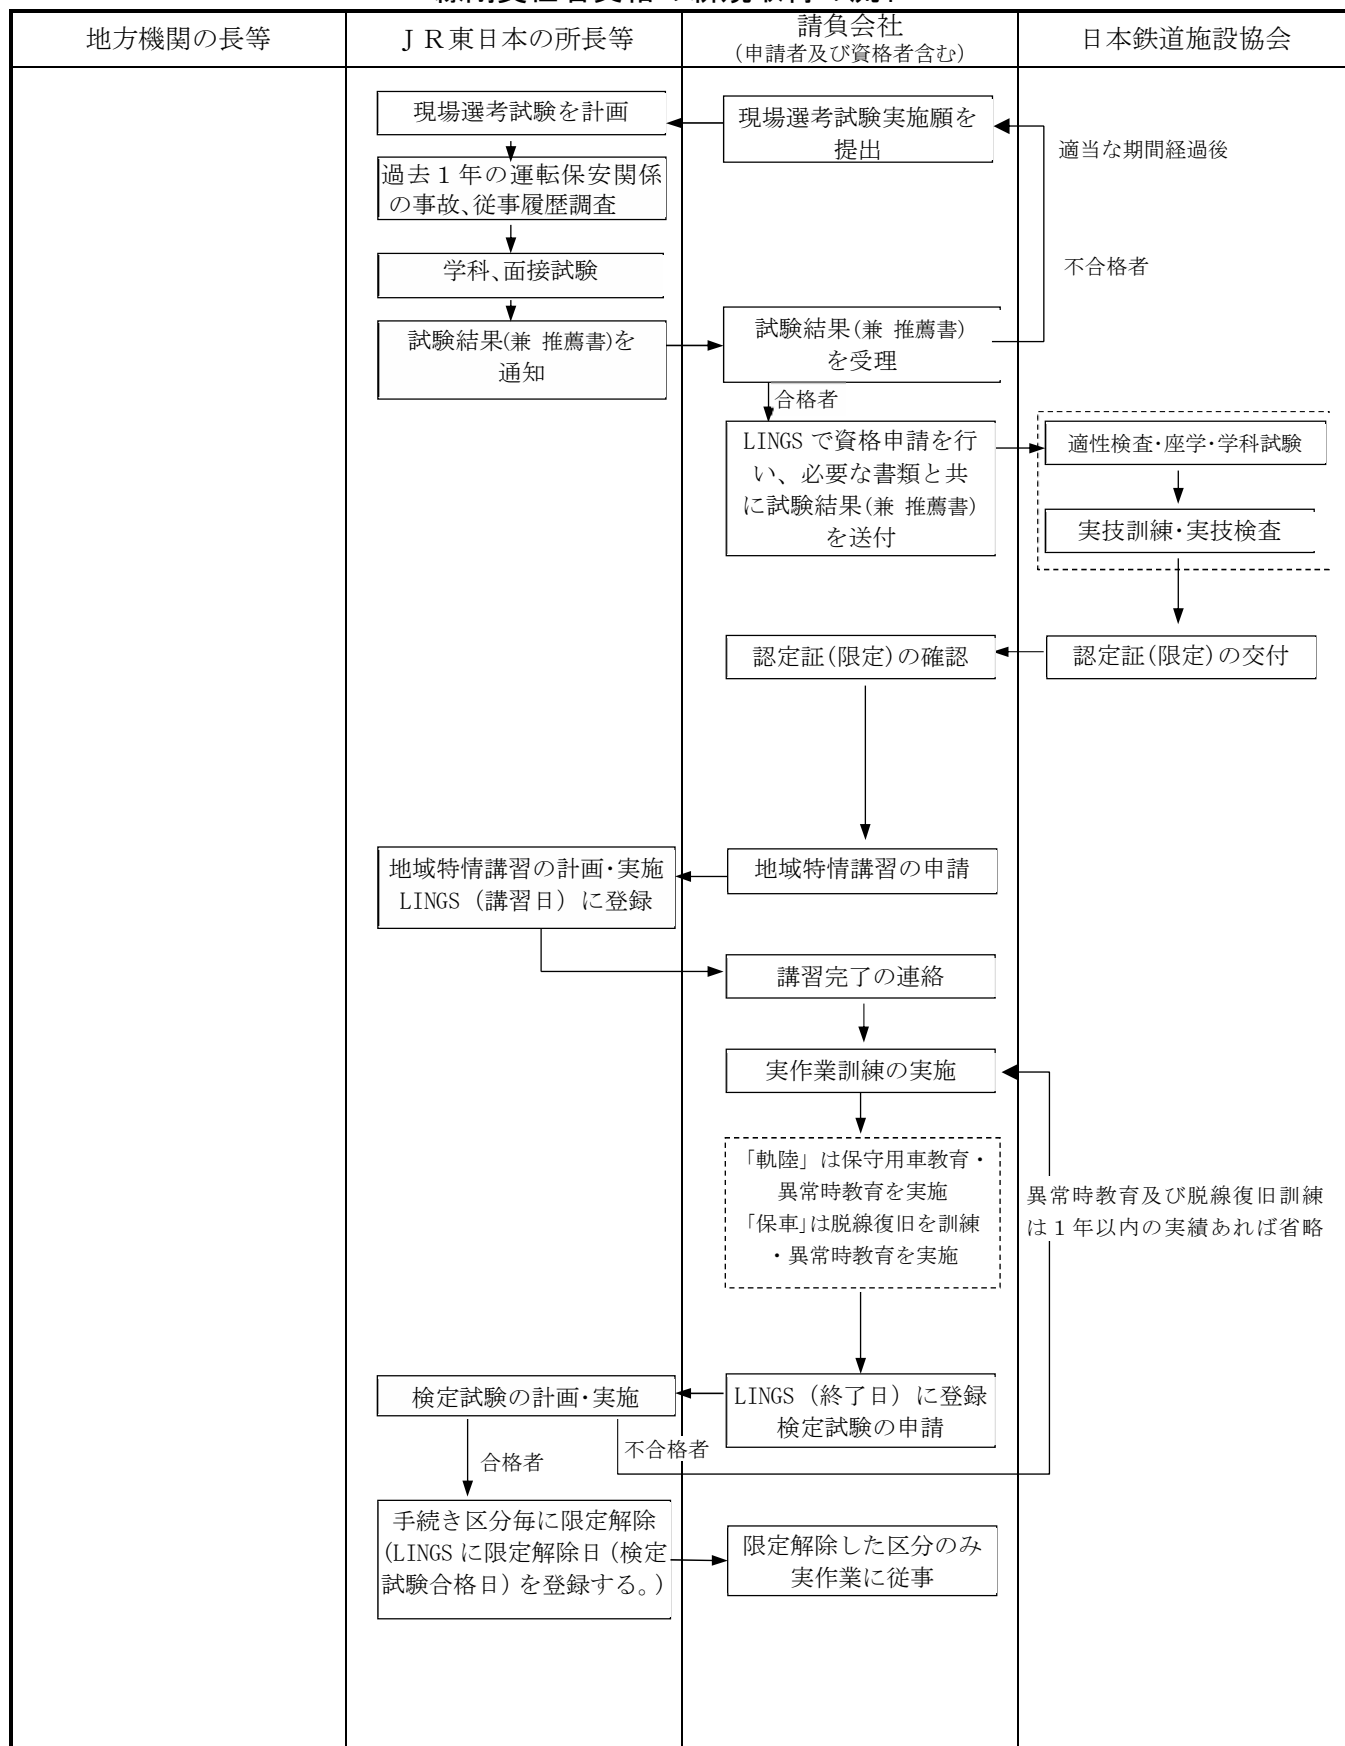 地方機関の長等
ＪＲ東日本の所長等
請負会社
(申請者及び資格者含む)
日本鉄道施設協会
現場選考試験を計画
現場選考試験実施願を
提出
適当な期間経過後
過去１年の運転保安関係
の事故、従事履歴調査
学科、面接試験
不合格者
試験結果(兼 推薦書)を
通知
試験結果(兼 推薦書)
を受理
合格者
LINGSで資格申請を行
い、必要な書類と共
に試験結果(兼 推薦書)
を送付
適性検査・座学・学科試験
実技訓練・実技検査
認定証(限定)の確認
認定証(限定)の交付
地域特情講習の計画・実施
LINGS（講習日）に登録
地域特情講習の申請
講習完了の連絡
実作業訓練の実施
「軌陸」は保守用車教育・
異常時教育を実施
「保車」は脱線復旧を訓練
・異常時教育を実施
異常時教育及び脱線復旧訓練
は１年以内の実績あれば省略
検定試験の計画・実施
LINGS（終了日）に登録
検定試験の申請
合格者
不合格者
手続き区分毎に限定解除
(LINGSに限定解除日(検定
試験合格日)を登録する。)
限定解除した区分のみ
実作業に従事